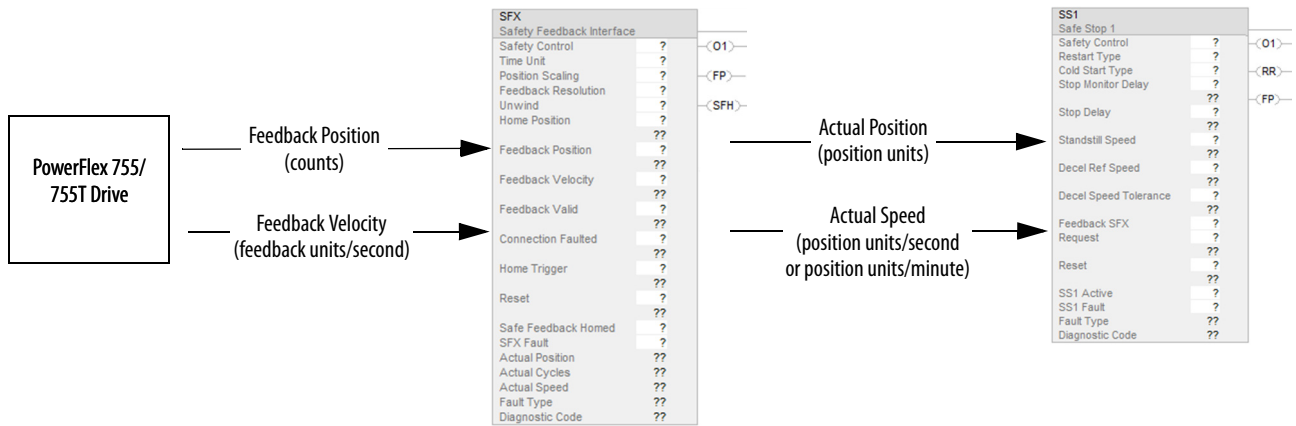 PowerFlex 755/
755T Drive
Feedback Position
(counts)
Feedback Velocity
(feedback units/second)
SFX
Safety Feedback Interface
Safety Control ?
Time Unit ?
Position Scaling ?
Feedback Resolution ?
Unwind ?
Home Position ?
??
Feedback Position ?
??
Feedback Velocity ?
??
Feedback Valid ?
??
Connection Faulted ?
??
Home Trigger ?
??
Reset ?
??
Safe Feedback Homed ?
SFX Fault ?
Actual Position ??
Actual Cycles ??
Actual Speed ??
Fault Type ??
Diagnostic Code ??
O1
FP
SFH
Actual Position
(position units)
Actual Speed
(position units/second
or position units/minute)
SS1
Safe Stop 1
Safety Control ?
Restart Type ?
Cold Start Type ?
Stop Monitor Delay ?
??
Stop Delay ?
??
Standstill Speed ?
??
Decel Ref Speed ?
??
Decel Speed Tolerance ?
??
Feedback SFX ?
Request ?
??
Reset ?
??
SS1 Active ?
SS1 Fault ?
Fault Type ??
Diagnostic Code ??
O1
RR
FP